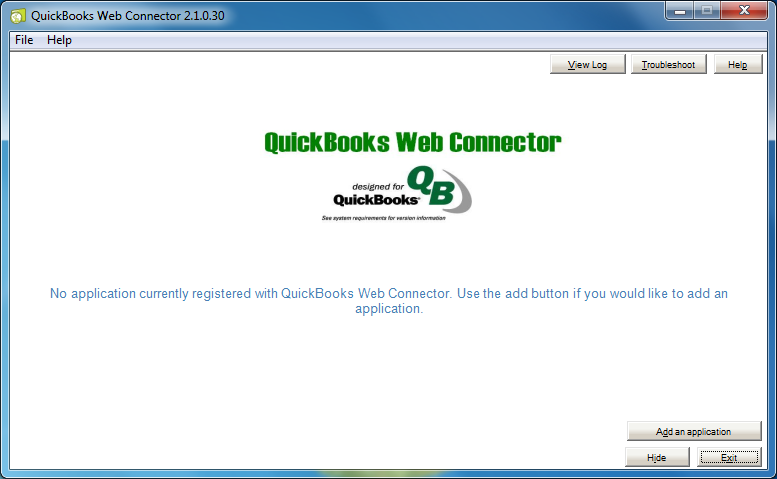 QuickBooks Web Connector 2.1.0.30
File Help
View Log Troubleshoot Help
QuickBooks Web Connector
QB
designed for
QuickBooks®
See system requirements for version information
No application currently registered with QuickBooks Web Connector. Use the add button if you would like to add an
application.
Add an application
Hide Exit